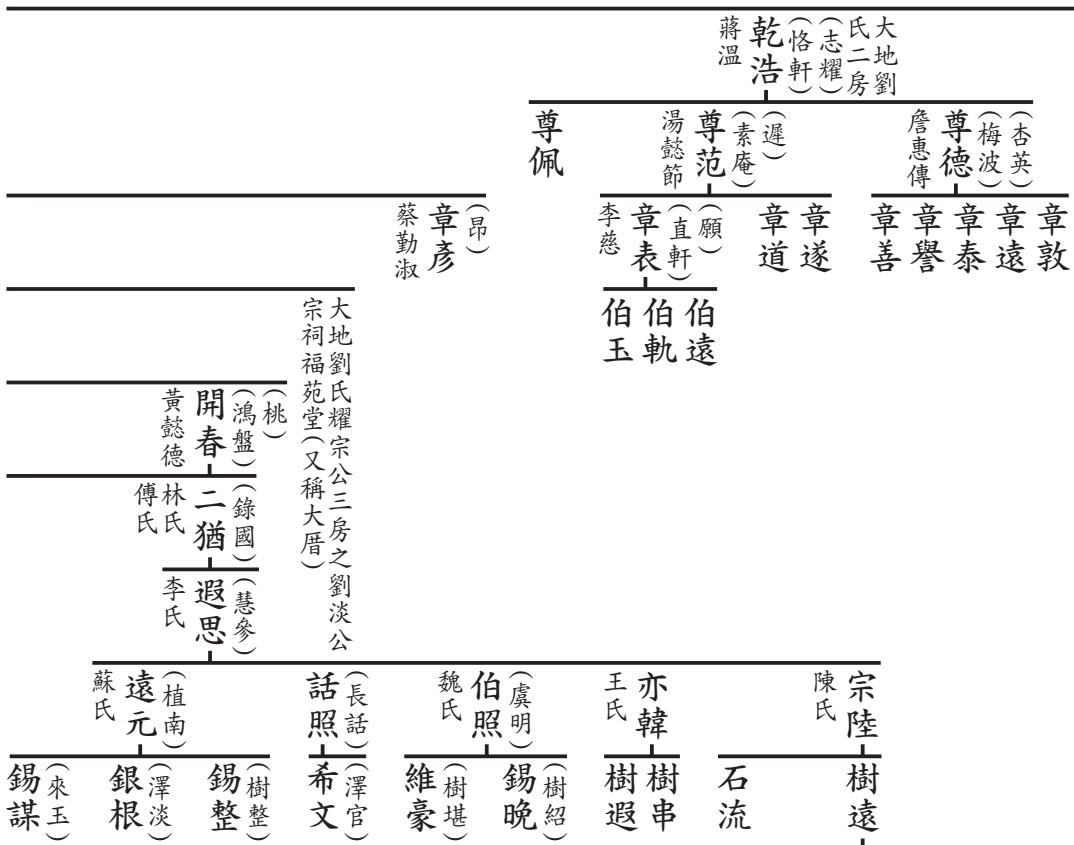 大地劉
氏二房
(志耀)
(恪軒)
乾浩
蔣溫
(杏英)
(梅波)
尊德
詹惠傳
(遲)
(素庵)
尊范
湯懿節
尊佩
章敦
章遠
章泰
章譽
章善
章遂
章道
(願)
(直軒)
章表
李慈
(昂)
章彥
蔡勤淑
伯遠
伯軌
伯玉
大地劉氏耀宗公三房之劉淡公
宗祠福苑堂(又稱大厝)
(桃)
(鴻盤)
開春
黃懿德
(錄國)
二猶
林氏
傅氏
(慧參)
遐思
李氏
宗陸
陳氏
亦韓
王氏
(虞明)
伯照
魏氏
(長話)
話照
(植南)
遠元
蘇氏
樹遠
石流
樹串
樹遐
(樹紹)
錫晚
(樹堪)
維豪
(澤官)
希文
(樹整)
錫整
(澤淡)
銀根
(來玉)
錫謀